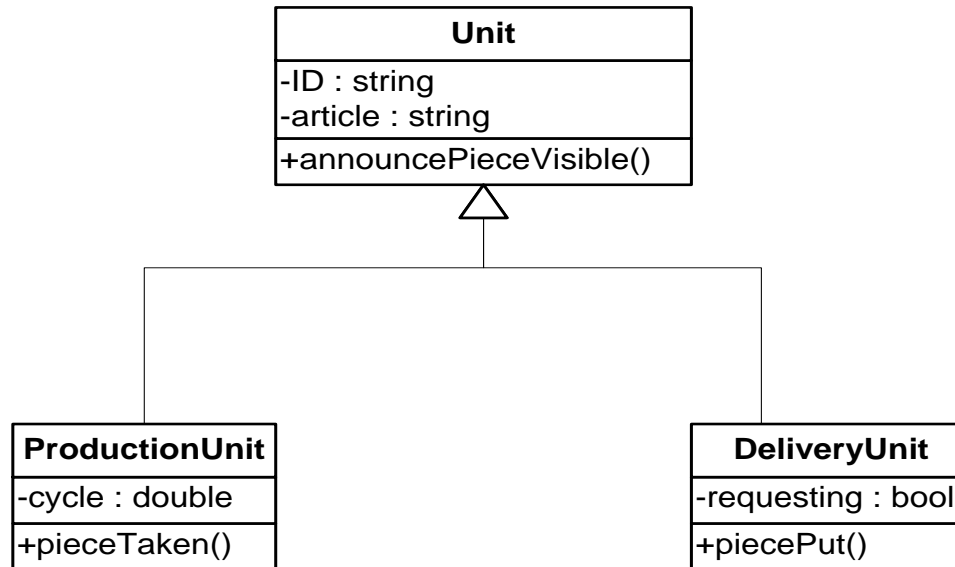 Unit
-ID : string
-article : string
+announcePieceVisible()
ProductionUnit
-cycle : double
+pieceTaken()
DeliveryUnit
-requesting : bool
+piecePut()